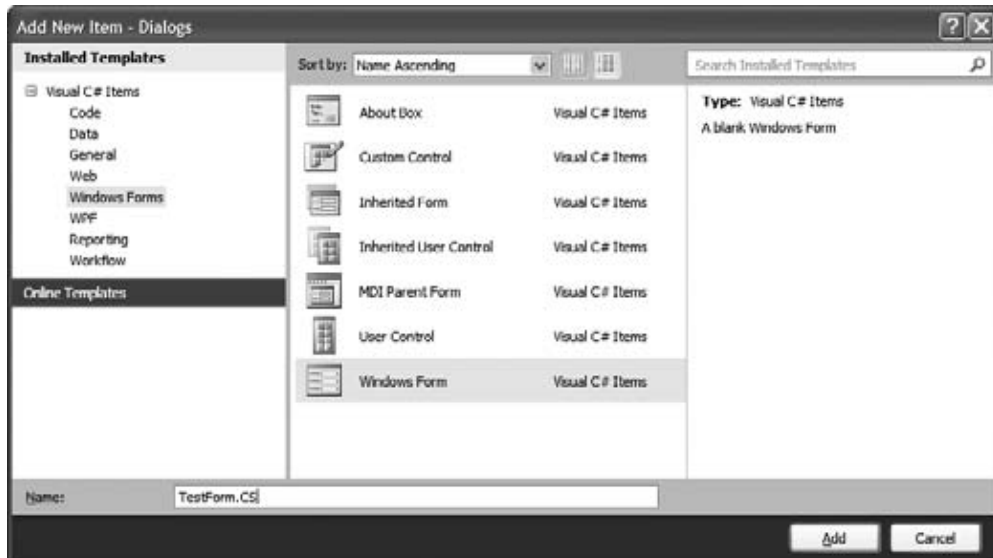 Add New Item - Dialogs
Installed Templates
Visual C# Items
Code
Data
General
Web
Windows Forms
WPF
Reporting
Workflow
Online Templates
Sort by: Name Ascending
About Box Visual C# Items
Custom Control Visual C# Items
Inherited Form Visual C# Items
Inherited User Control Visual C# Items
MDI Parent Form Visual C# Items
User Control Visual C# Items
Windows Form Visual C# Items
Search Installed Templates
Type: Visual C# Items
A blank Windows Form
Name: TestForm.CS
Add Cancel